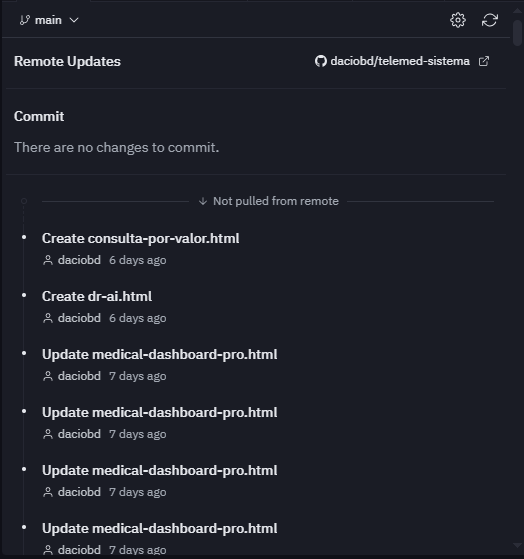 main
Remote Updates
daciobd/telemed-sistema
Commit
There are no changes to commit.
Not pulled from remote
Create consulta-por-valor.html
daciobd 6 days ago
Create dr-ai.html
daciobd 6 days ago
Update medical-dashboard-pro.html
daciobd 7 days ago
Update medical-dashboard-pro.html
daciobd 7 days ago
Update medical-dashboard-pro.html
daciobd 7 days ago
Update medical-dashboard-pro.html
daciobd 7 days ago